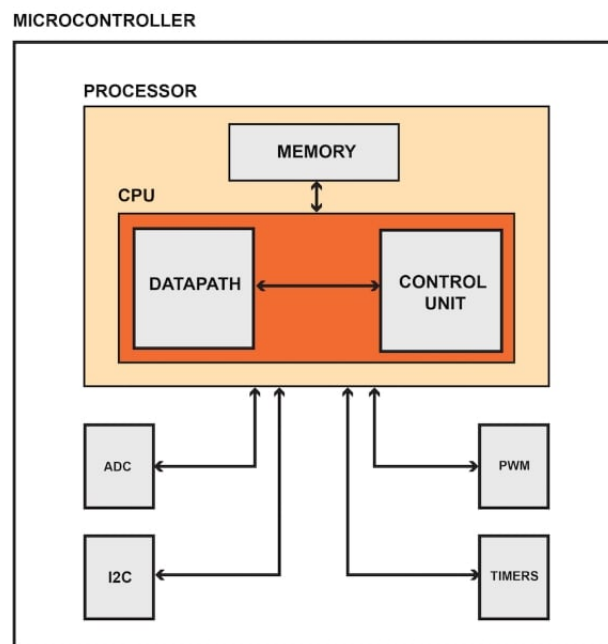 MICROCONTROLLER
PROCESSOR
MEMORY
CPU
DATAPATH
CONTROL
UNIT
ADC
PWM
I2C
TIMERS